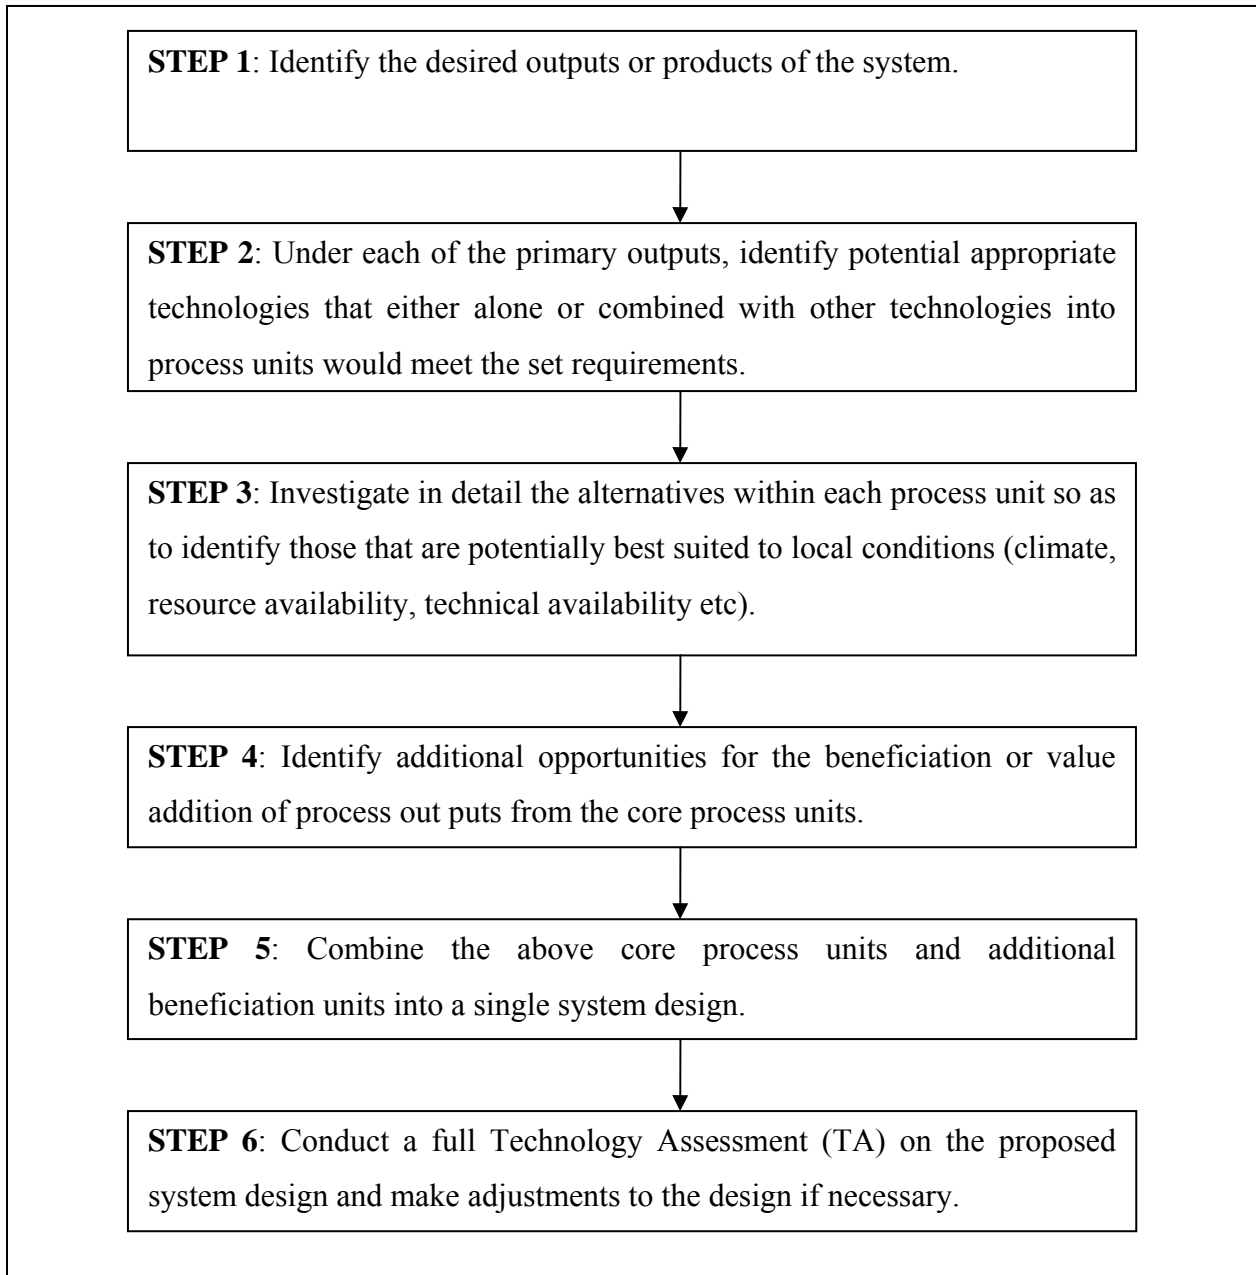 STEP 1: Identify the desired outputs or products of the system.
STEP 2: Under each of the primary outputs, identify potential appropriate
technologies that either alone or combined with other technologies into
process units would meet the set requirements.
STEP 3: Investigate in detail the alternatives within each process unit so as
to identify those that are potentially best suited to local conditions (climate,
resource availability, technical availability etc).
STEP 4: Identify additional opportunities for the beneficiation or value
addition of process out puts from the core process units.
STEP 5: Combine the above core process units and additional
beneficiation units into a single system design.
STEP 6: Conduct a full Technology Assessment (TA) on the proposed
system design and make adjustments to the design if necessary.